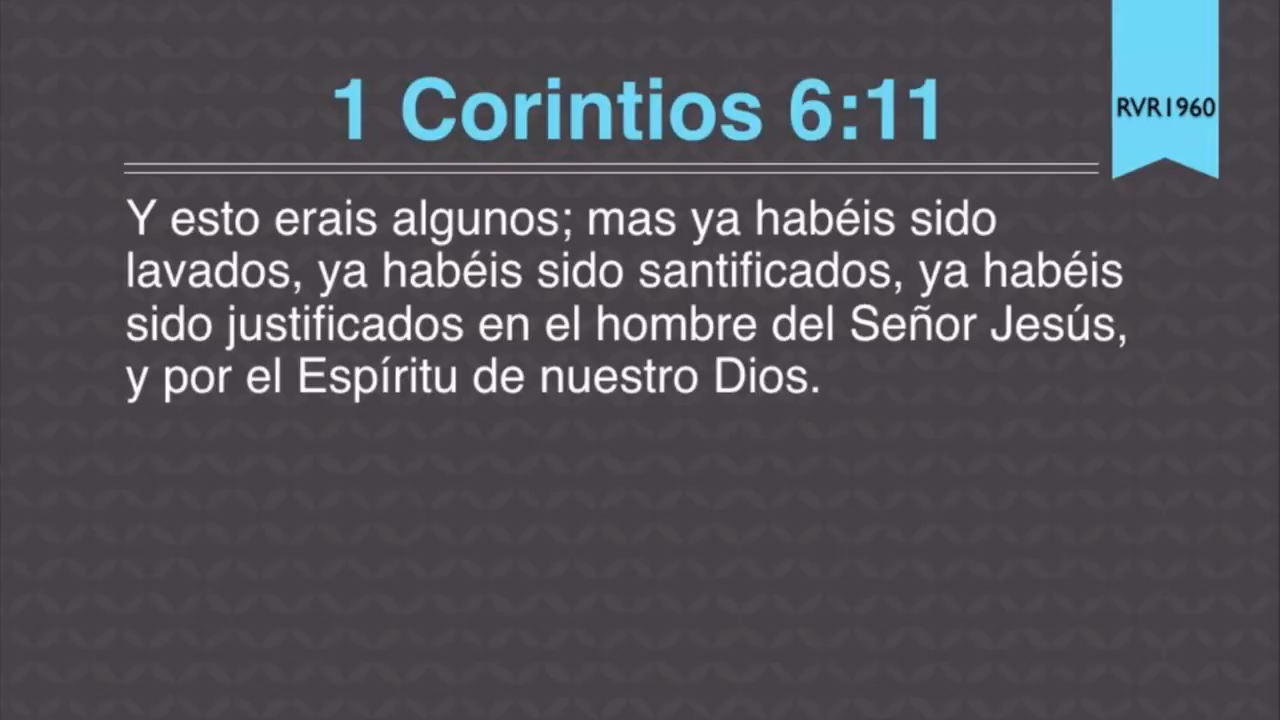 1 Corintios 6:11
RVR1960
Y esto erais algunos; mas ya habéis sido
lavados, ya habéis sido santificados, ya habéis
sido justificados en el hombre del Señor Jesús,
y por el Espíritu de nuestro Dios.